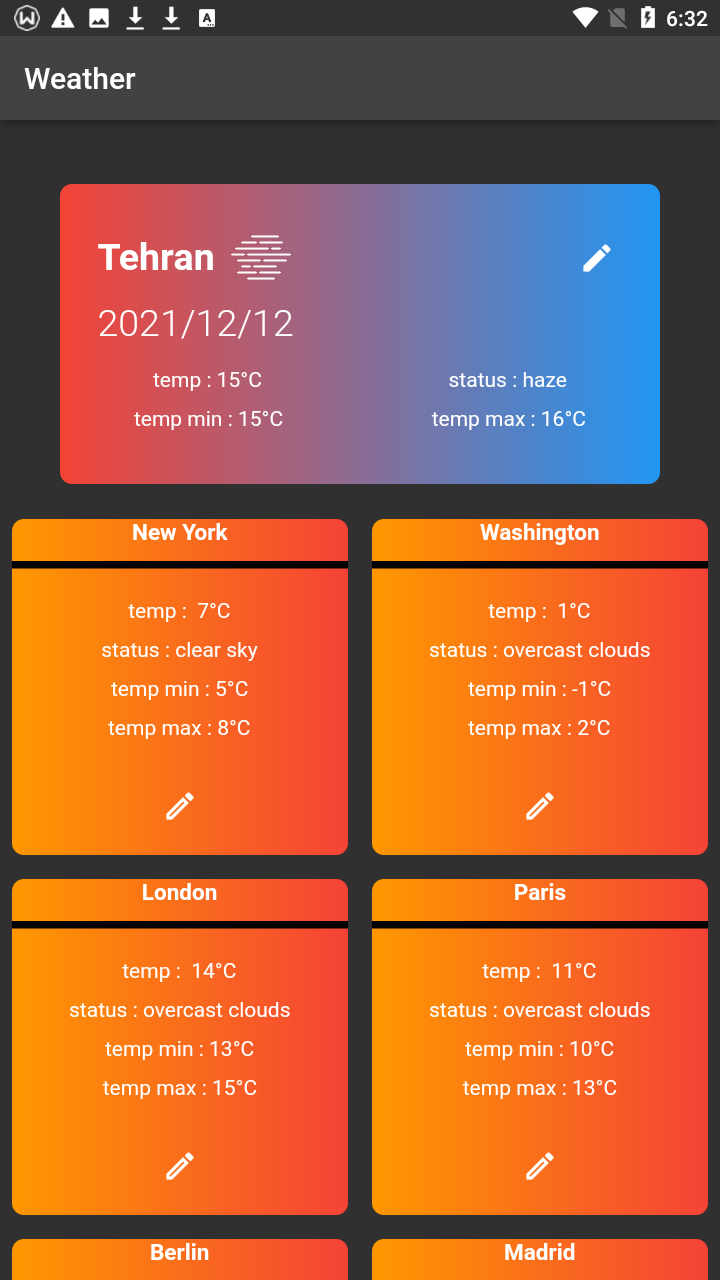 6:32
Weather
Tehran
2021/12/12
temp : 15°C
status : haze
temp min : 15°C
temp max : 16°C
New York
temp :  7°C
status : clear sky
temp min : 5°C
temp max : 8°C
Washington
temp :  1°C
status : overcast clouds
temp min : -1°C
temp max : 2°C
London
temp :  14°C
status : overcast clouds
temp min : 13°C
temp max : 15°C
Paris
temp :  11°C
status : overcast clouds
temp min : 10°C
temp max : 13°C
Berlin
Madrid